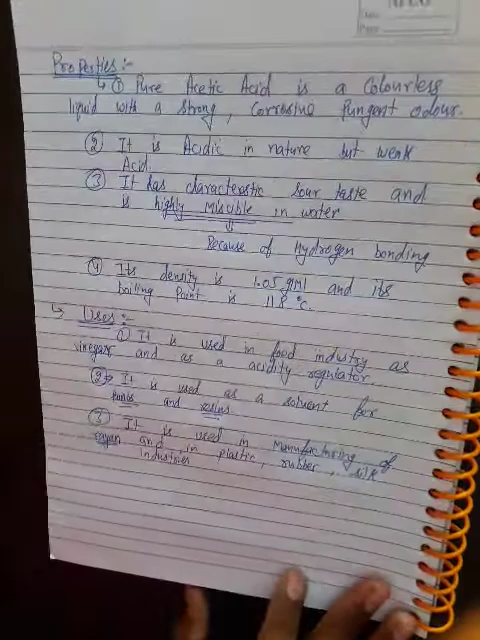 Date:
Page:
Properties:-
↳ ① Pure Acetic Acid is a Colourless
liquid with a strong, Corrosive Pungent odour.
② It is Acidic in nature but weak
Acid.
③ It has characterstic sour taste and
is highly Miscible in water
⇓
Because of Hydrogen bonding
④ Its density is 1.05 g/ml and its
boiling Point is 118 °c.
↳ Uses:-
① It is used in food industry as
vinegar and as a acidity regulator
② It is used as a solvent for
and resins
③ It is used in Manufacturing of
and in plastic, rubber, silk
industries